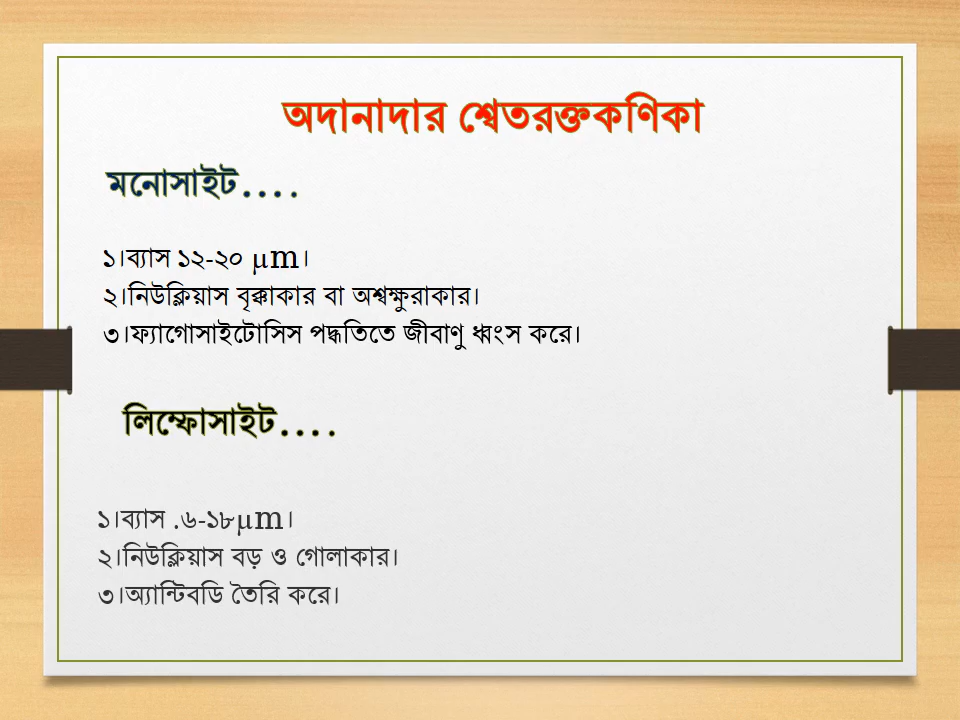 অদানাদার শ্বেতরক্তকণিকা
মনোসাইট....
১।ব্যাস ১২-২০ µm।
২।নিউক্লিয়াস বৃক্কাকার বা অশ্বক্ষুরাকার।
৩।ফ্যাগোসাইটোসিস পদ্ধতিতে জীবাণু ধ্বংস করে।
লিম্ফোসাইট....
১।ব্যাস .৬-১৮µm।
২।নিউক্লিয়াস বড় ও গোলাকার।
৩।অ্যান্টিবডি তৈরি করে।